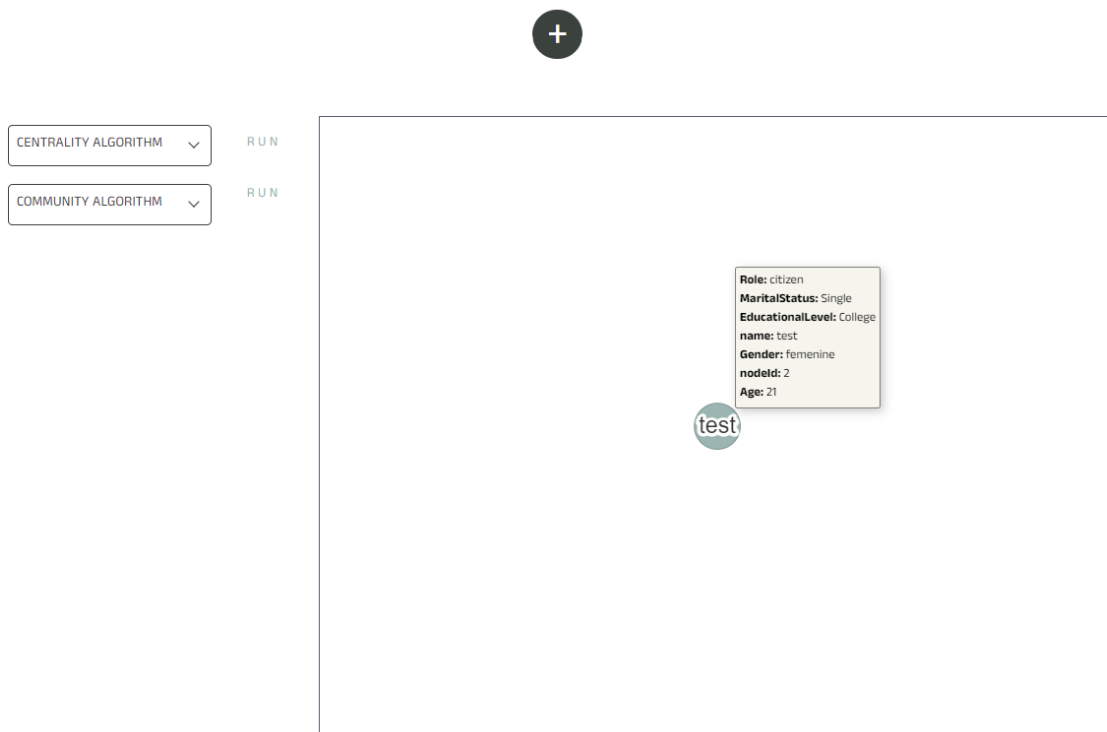 +
CENTRALITY ALGORITHM
RUN
COMMUNITY ALGORITHM
RUN
Role: citizen
MaritalStatus: Single
EducationalLevel: College
name: test
Gender: femenine
nodeId: 2
Age: 21
test